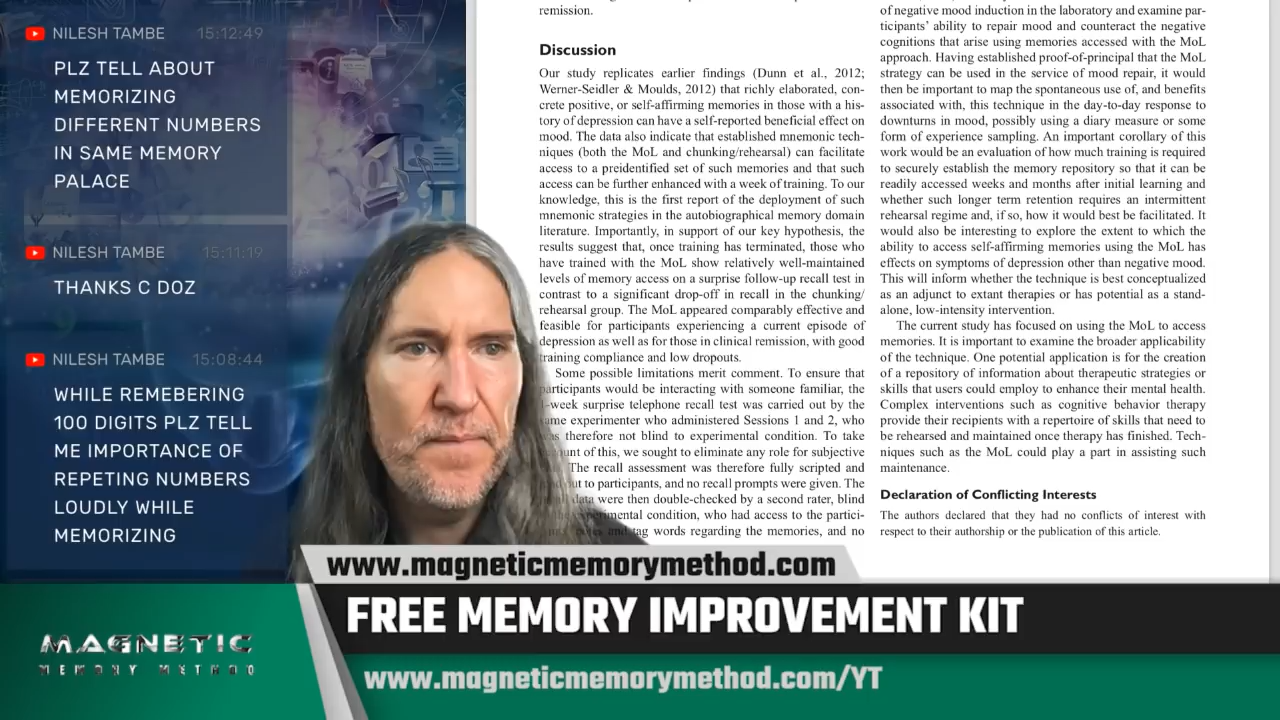 NILESH TAMBE 15:12:49
PLZ TELL ABOUT
MEMORIZING
DIFFERENT NUMBERS
IN SAME MEMORY
PALACE
NILESH TAMBE 15:11:19
THANKS C DOZ
NILESH TAMBE 15:08:44
WHILE REMEBERING
100 DIGITS PLZ TELL
ME IMPORTANCE OF
REPETING NUMBERS
LOUDLY WHILE
MEMORIZING
remission.
Discussion
Our study replicates earlier findings (Dunn et al., 2012;
Werner-Seidler & Moulds, 2012) that richly elaborated, con-
crete positive, or self-affirming memories in those with a his-
tory of depression can have a self-reported beneficial effect on
mood. The data also indicate that established mnemonic tech-
niques (both the MoL and chunking/rehearsal) can facilitate
access to a preidentified set of such memories and that such
access can be further enhanced with a week of training. To our
knowledge, this is the first report of the deployment of such
mnemonic strategies in the autobiographical memory domain
literature. Importantly, in support of our key hypothesis, the
results suggest that, once training has terminated, those who
have trained with the MoL show relatively well-maintained
levels of memory access on a surprise follow-up recall test in
contrast to a significant drop-off in recall in the chunking/
rehearsal group. The MoL appeared comparably effective and
feasible for participants experiencing a current episode of
depression as well as for those in clinical remission, with good
training compliance and low dropouts.
Some possible limitations merit comment. To ensure that
participants would be interacting with someone familiar, the
1-week surprise telephone recall test was carried out by the
same experimenter who administered Sessions 1 and 2, who
was therefore not blind to experimental condition. To take
of this, we sought to eliminate any role for subjective
The recall assessment was therefore fully scripted and
to participants, and no recall prompts were given. The
data were then double-checked by a second rater, blind
experimental condition, who had access to the partici-
and tag words regarding the memories, and no
of negative mood induction in the laboratory and examine par-
ticipants’ ability to repair mood and counteract the negative
cognitions that arise using memories accessed with the MoL
approach. Having established proof-of-principal that the MoL
strategy can be used in the service of mood repair, it would
then be important to map the spontaneous use of, and benefits
associated with, this technique in the day-to-day response to
downturns in mood, possibly using a diary measure or some
form of experience sampling. An important corollary of this
work would be an evaluation of how much training is required
to securely establish the memory repository so that it can be
readily accessed weeks and months after initial learning and
whether such longer term retention requires an intermittent
rehearsal regime and, if so, how it would best be facilitated. It
would also be interesting to explore the extent to which the
ability to access self-affirming memories using the MoL has
effects on symptoms of depression other than negative mood.
This will inform whether the technique is best conceptualized
as an adjunct to extant therapies or has potential as a stand-
alone, low-intensity intervention.
The current study has focused on using the MoL to access
memories. It is important to examine the broader applicability
of the technique. One potential application is for the creation
of a repository of information about therapeutic strategies or
skills that users could employ to enhance their mental health.
Complex interventions such as cognitive behavior therapy
provide their recipients with a repertoire of skills that need to
be rehearsed and maintained once therapy has finished. Tech-
niques such as the MoL could play a part in assisting such
maintenance.
Declaration of Conflicting Interests
The authors declared that they had no conflicts of interest with
respect to their authorship or the publication of this article.
www.magneticmemorymethod.com
FREE MEMORY IMPROVEMENT KIT
www.magneticmemorymethod.com/YT
MAGNETIC
MEMORY METHOD